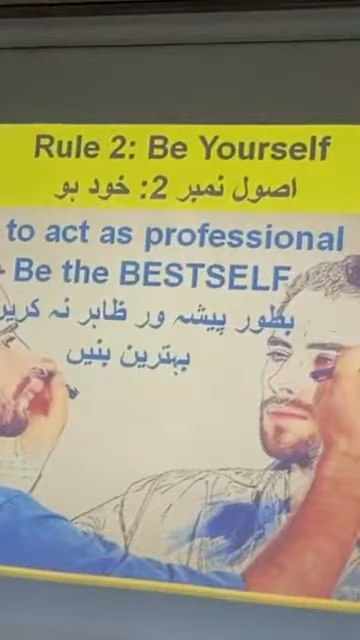 Rule 2: Be Yourself
اصول نمبر 2: خود ہو
to act as professional
Be the BESTSELF
بطور پیشہ ور ظاہر نہ کریں
بہترین بنیں